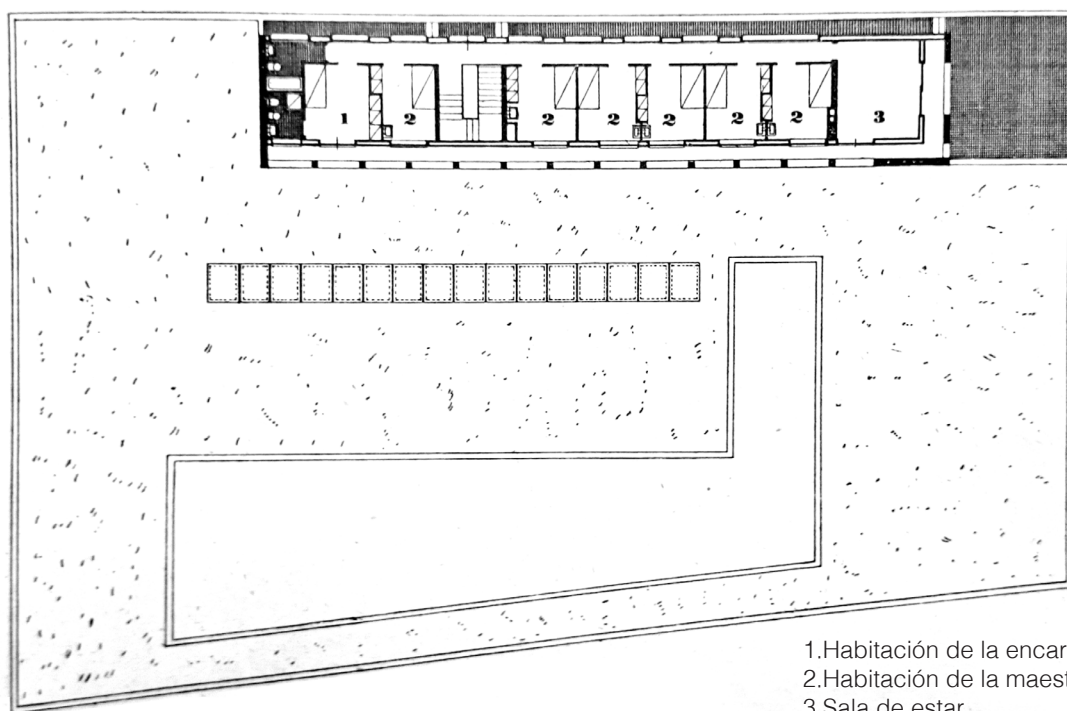 1 2 2 2 2 2 2 3
1.Habitación de la encar
2.Habitación de la maest
3.Sala de estar